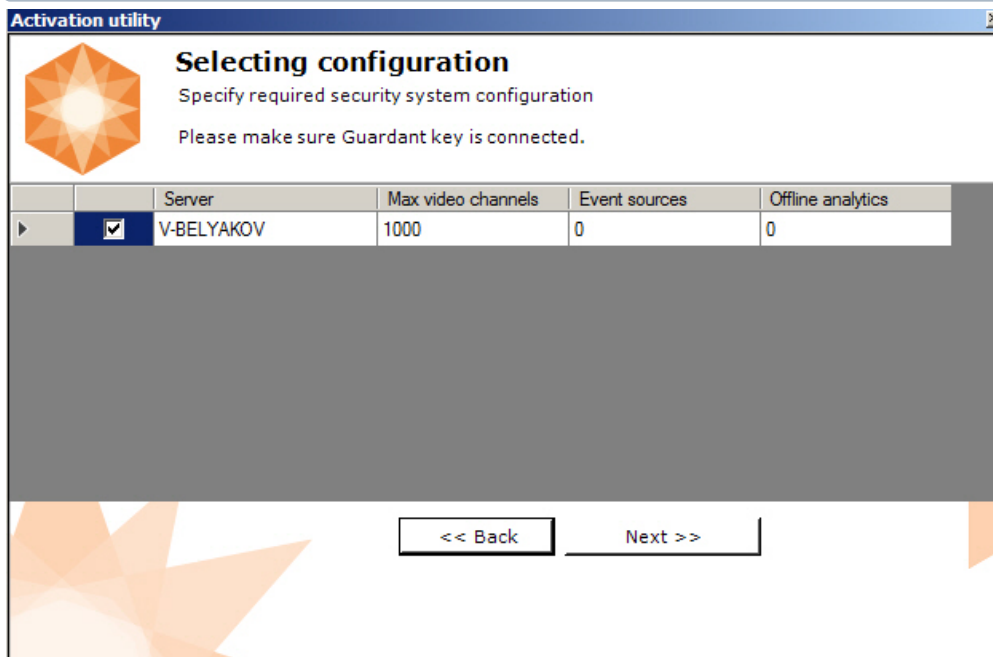 Activation utility
Selecting configuration
Specify required security system configuration
Please make sure Guardant key is connected.
Server Max video channels Event sources Offline analytics
V-BELYAKOV 1000 0 0
<< Back Next >>